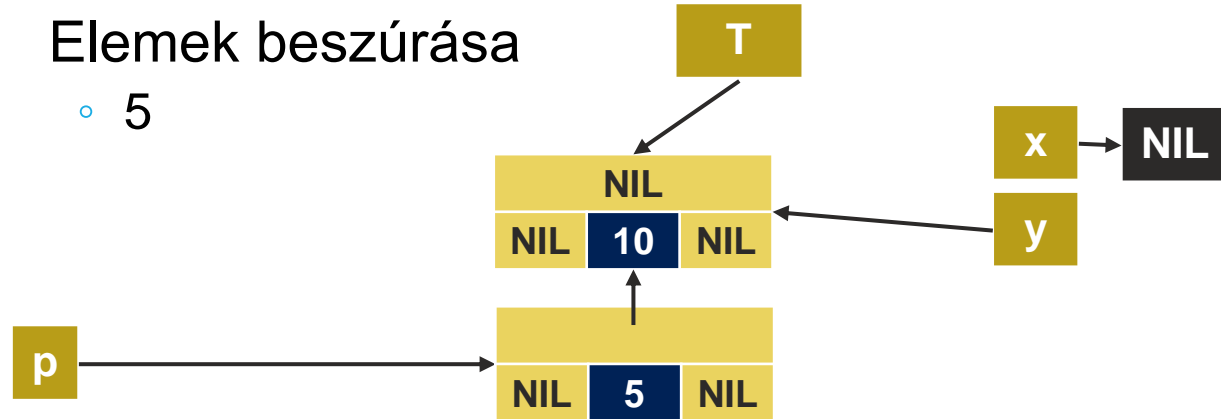 Elemek beszúrása
◦ 5
T
x
NIL
y
NIL
NIL 10 NIL
p
NIL 5 NIL